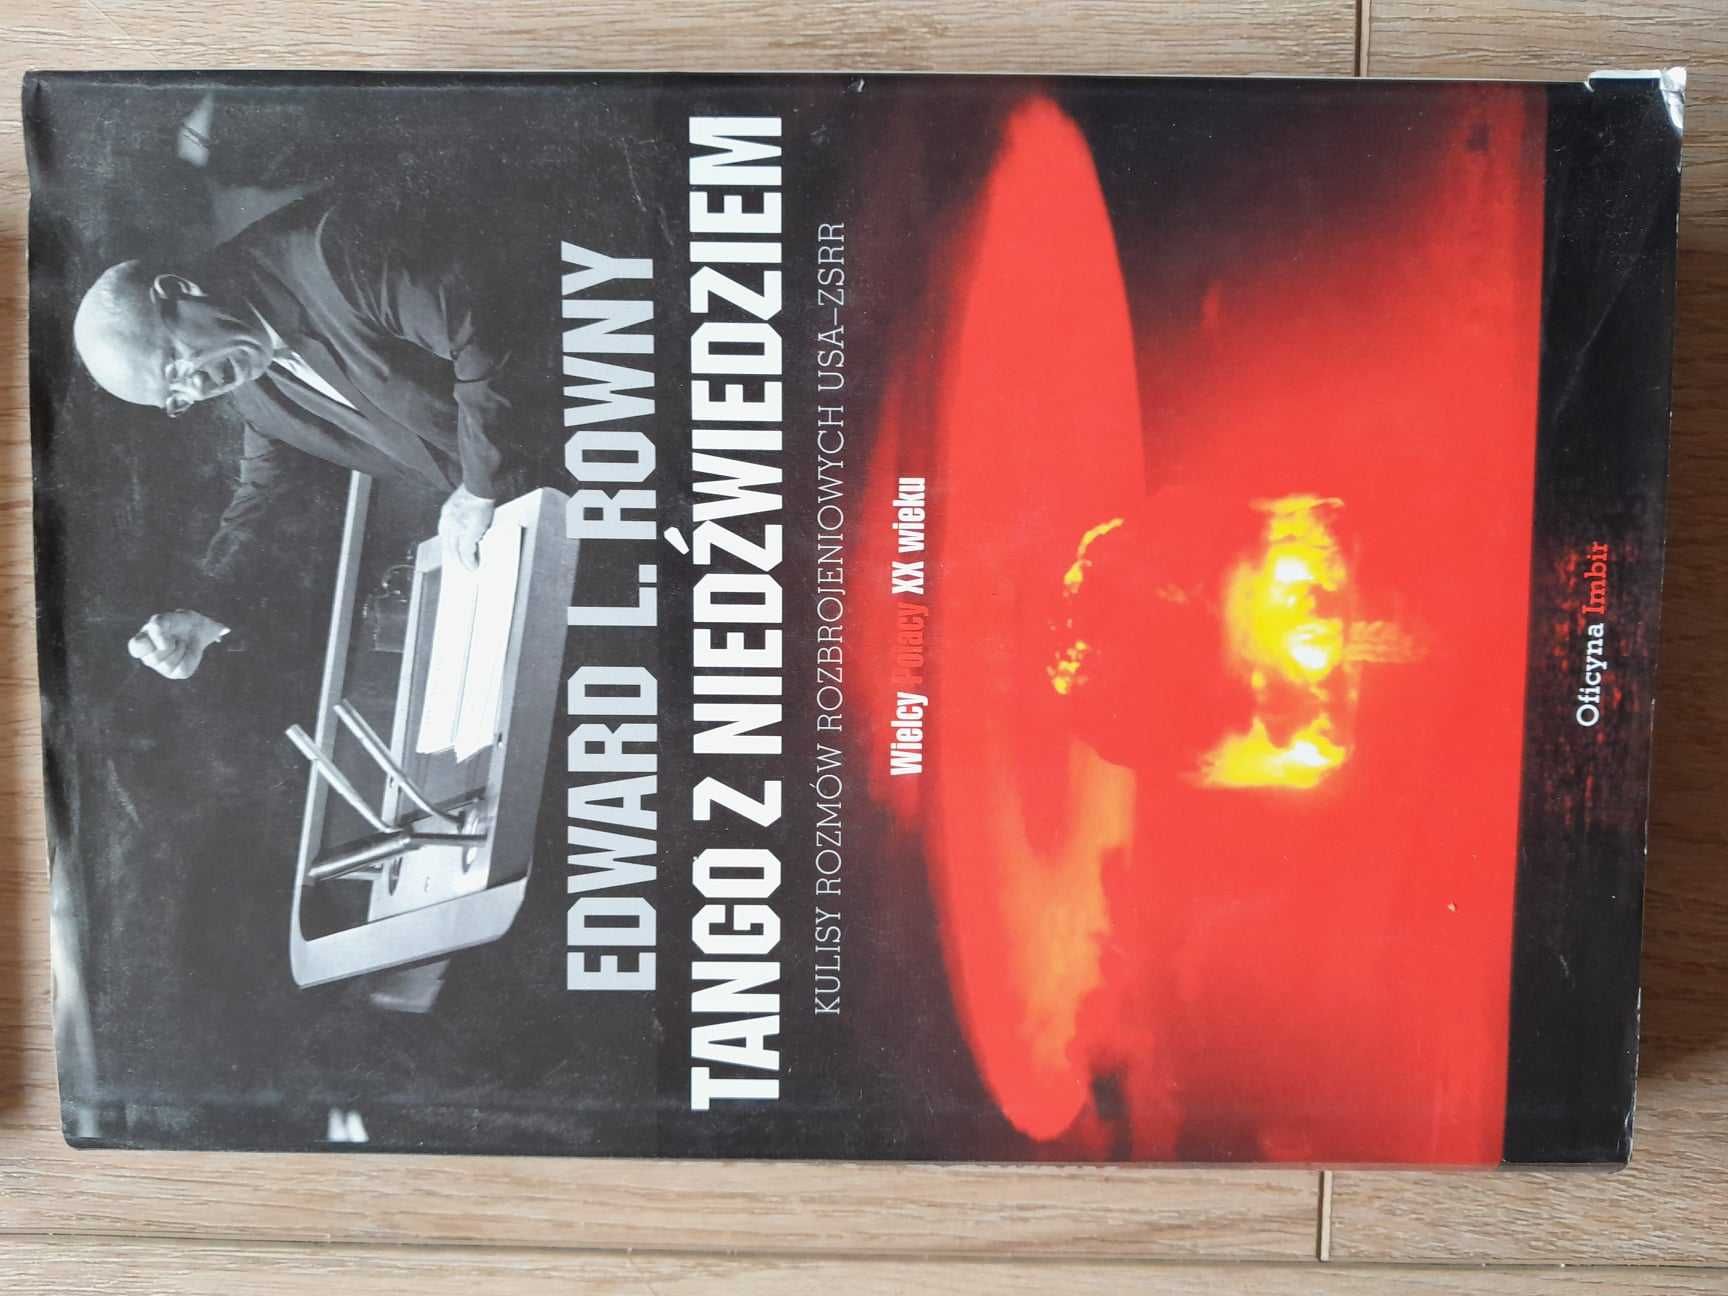 EDWARD L. ROWNY
TANGO Z NIEDŹWIEDZIEM
KULISY ROZMÓW ROZBROJENIOWYCH USA–ZSRR
Wielcy Polacy XX wieku
Oficyna Imbir